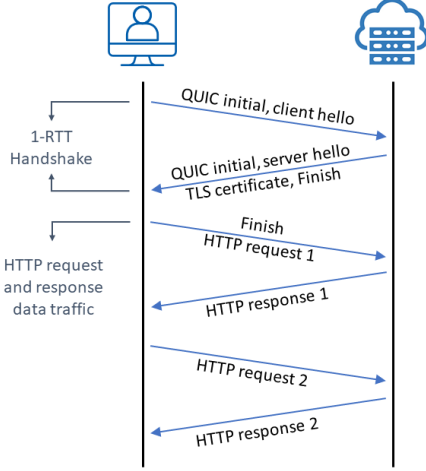 QUIC initial, client hello
1-RTT
Handshake
QUIC initial, server hello
TLS certificate, Finish
Finish
HTTP request 1
HTTP request
and response
data traffic
HTTP response 1
HTTP request 2
HTTP response 2